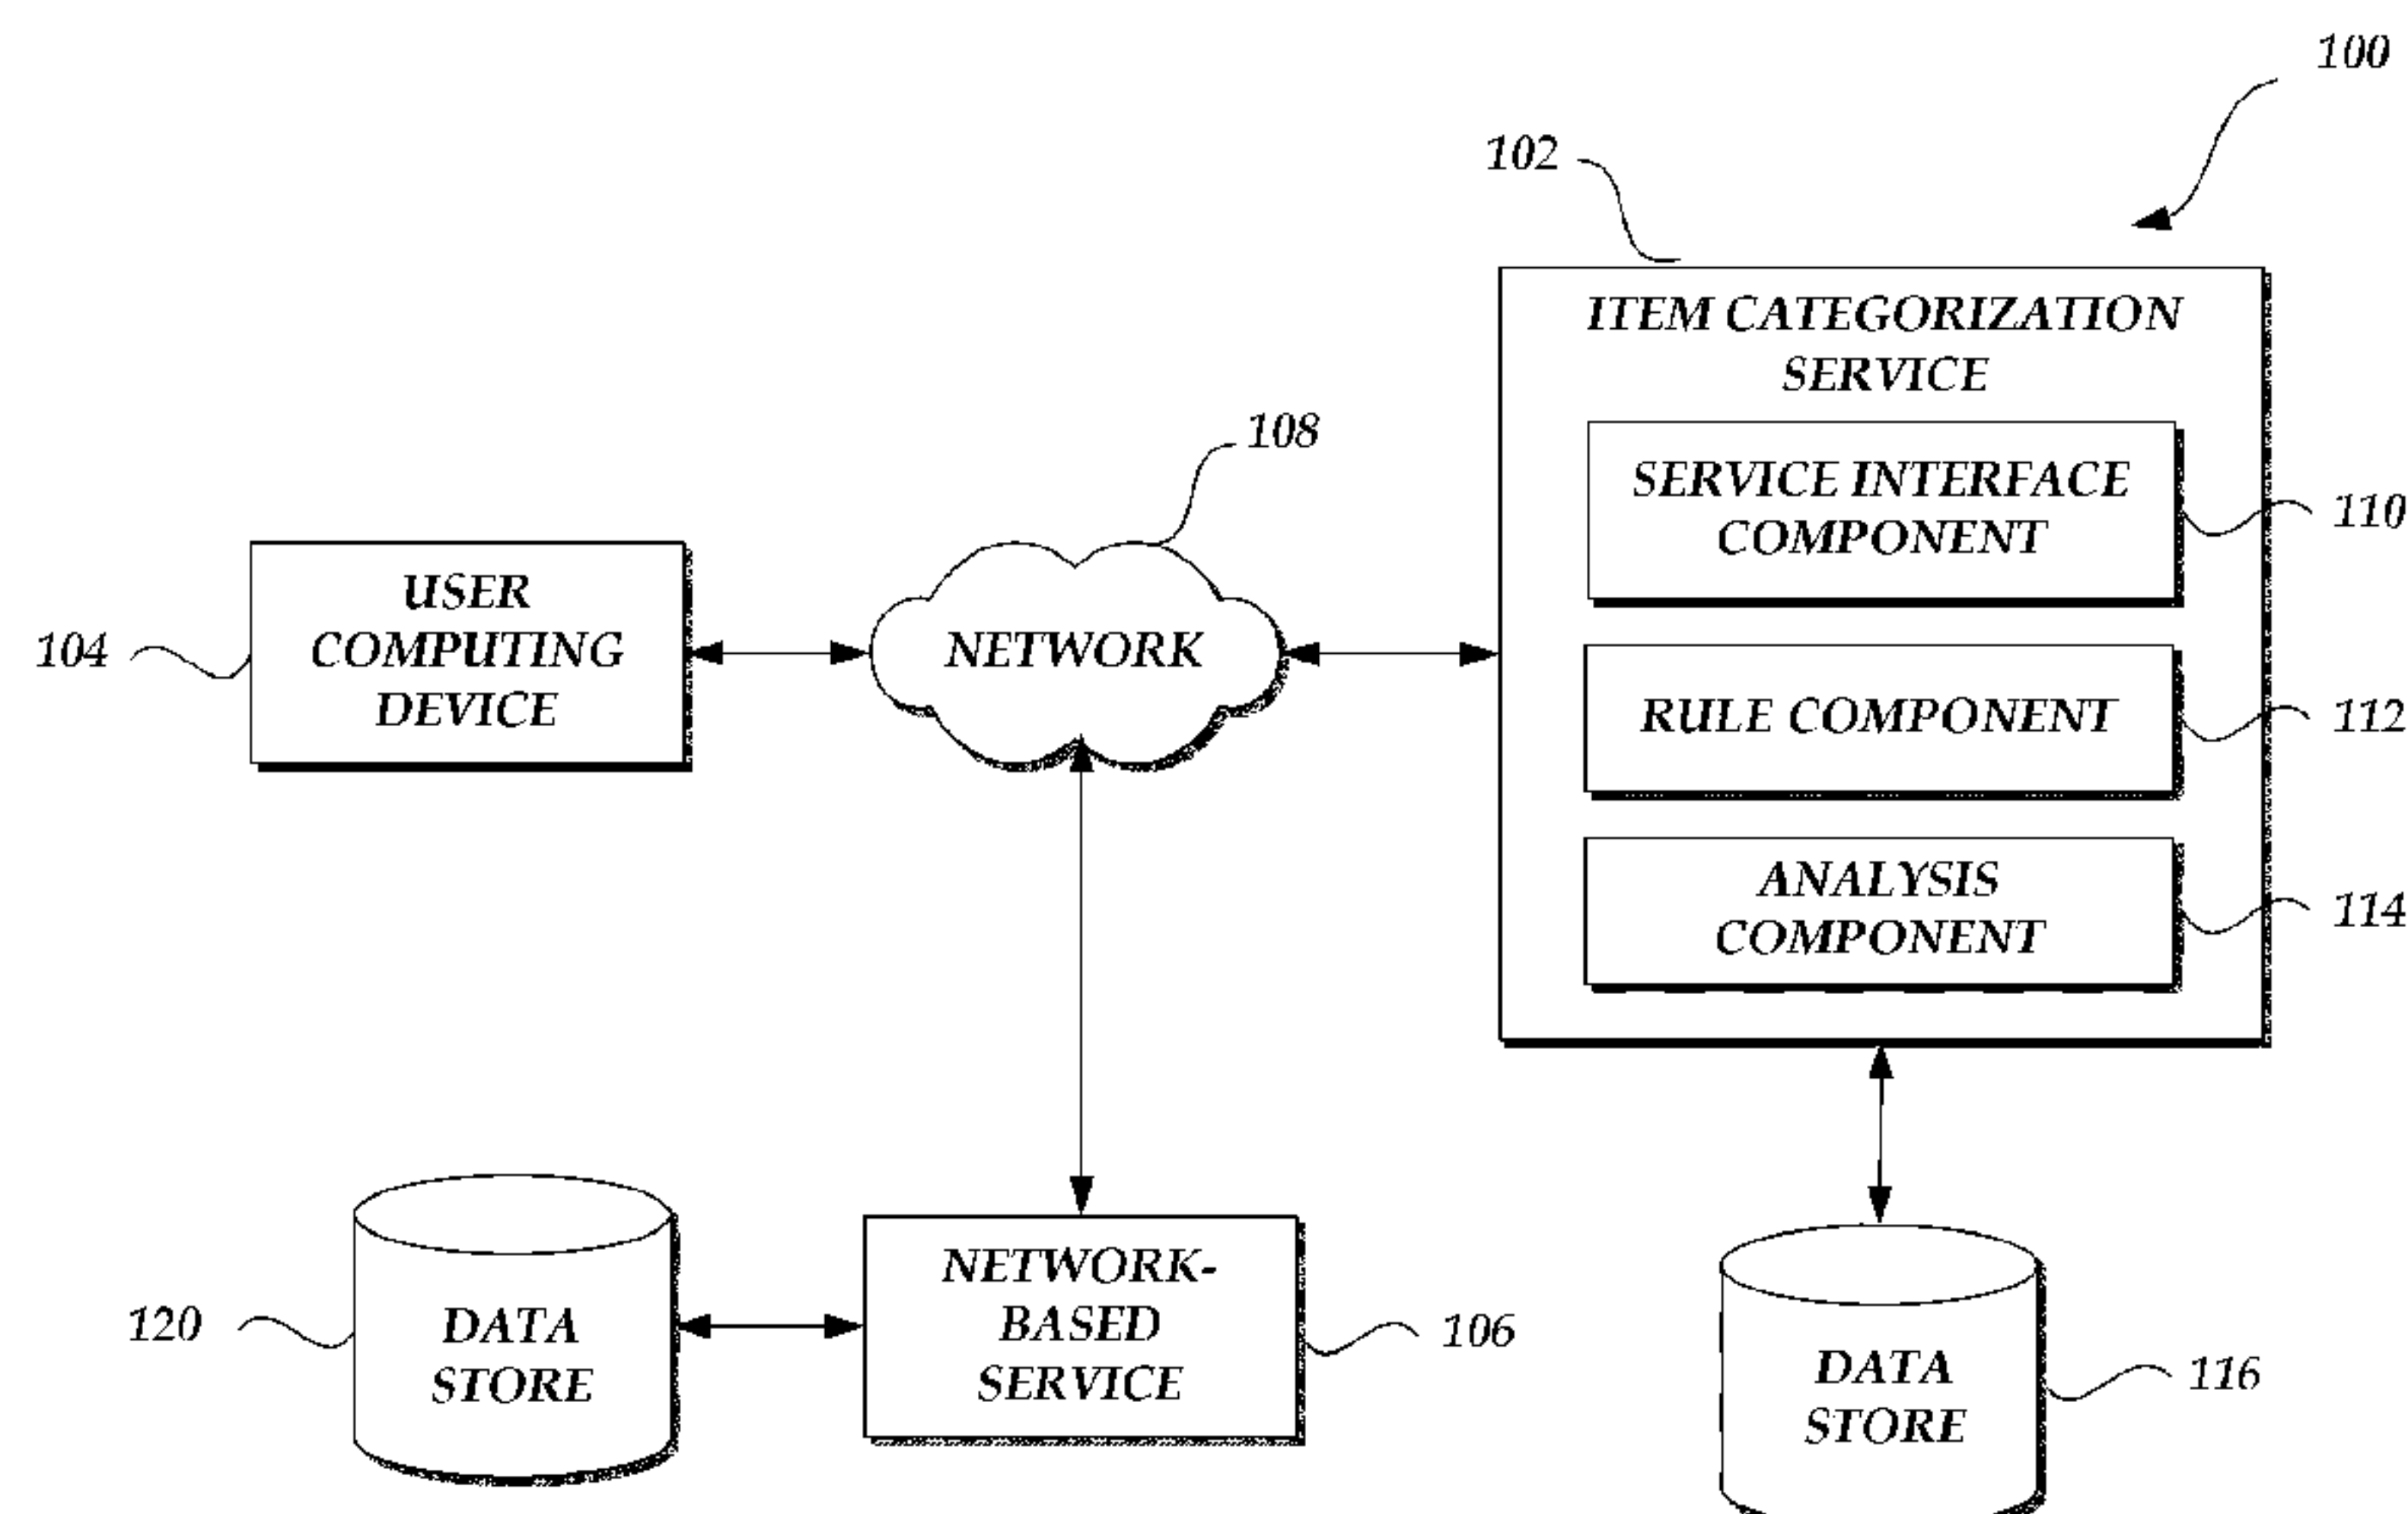 100
102
ITEM CATEGORIZATION
SERVICE
108
SERVICE INTERFACE
COMPONENT
110
USER
COMPUTING
DEVICE
104
NETWORK
RULE COMPONENT
112
ANALYSIS
COMPONENT
114
NETWORK-
BASED
SERVICE
106
120
DATA
STORE
DATA
STORE
116